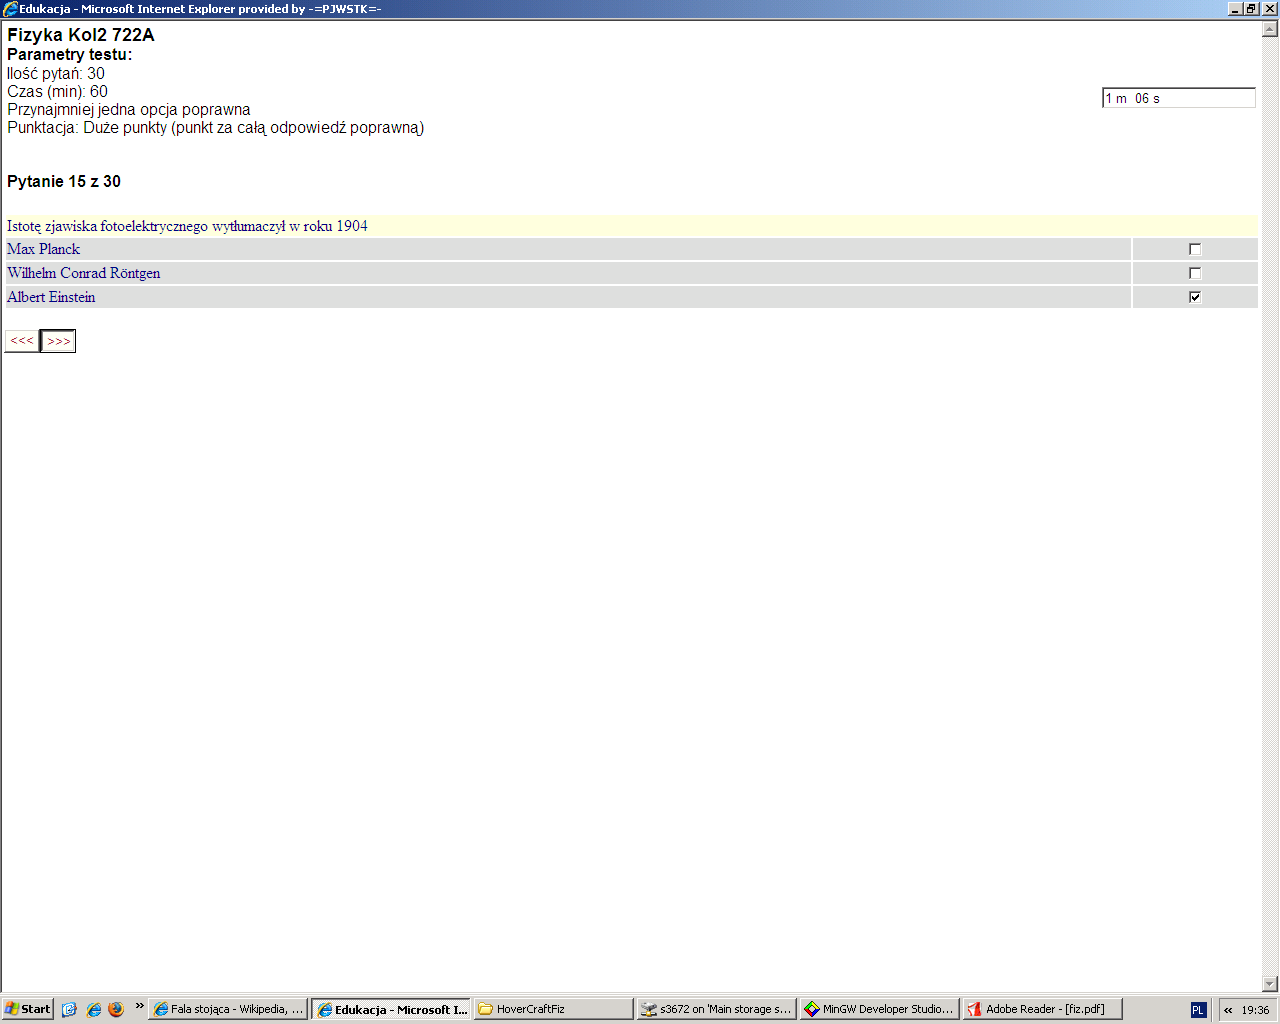 Edukacja - Microsoft Internet Explorer provided by -=PJWSTK=-
Fizyka Kol2 722A
Parametry testu:
Ilość pytań: 30
Czas (min): 60
1 m 06 s
Przynajmniej jedna opcja poprawna
Punktacja: Duże punkty (punkt za całą odpowiedź poprawną)
Pytanie 15 z 30
Istotę zjawiska fotoelektrycznego wytłumaczył w roku 1904
Max Planck
Wilhelm Conrad Röntgen
Albert Einstein
<<< >>>
Start » Fala stojąca - Wikipedia, ... Edukacja - Microsoft I... HoverCraftFiz s3672 on 'Main storage s... MinGW Developer Studio... Adobe Reader - [fiz.pdf] PL « 19:36